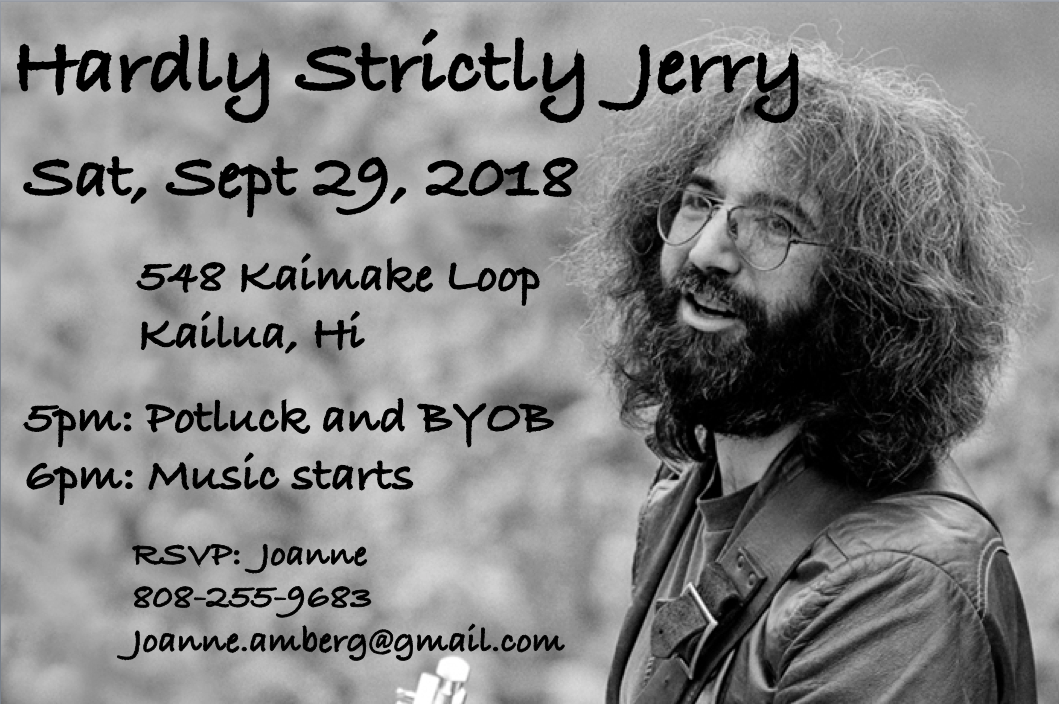 Hardly Strictly Jerry
Sat, Sept 29, 2018
548 Kaimake Loop
Kailua, Hi
5pm: Potluck and BYOB
6pm: Music starts
RSVP: Joanne
808-255-9683
Joanne.amberg@gmail.com